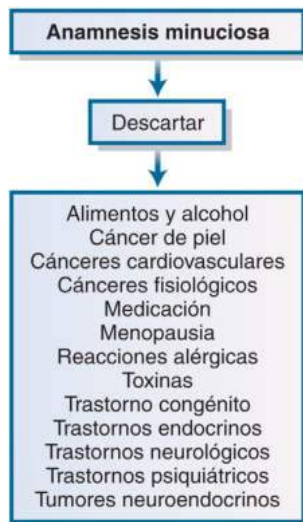 Anamnesis minuciosa
Descartar
Alimentos y alcohol
Cáncer de piel
Cánceres cardiovasculares
Cánceres fisiológicos
Medicación
Menopausia
Reacciones alérgicas
Toxinas
Trastorno congénito
Trastornos endocrinos
Trastornos neurológicos
Trastornos psiquiátricos
Tumores neuroendocrinos